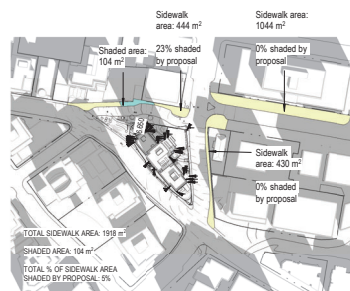 Sidewalk
area: 444 m²
Sidewalk
area:
1044 m²
Shaded area:
104 m²
23% shaded
by proposal
0% shaded
by proposal
Sidewalk
area: 430 m²
0% shaded
by proposal
TOTAL SIDEWALK AREA: 1918 m²
SHADED AREA: 104 m²
TOTAL % OF SIDEWALK AREA
SHADED BY PROPOSAL: 5%